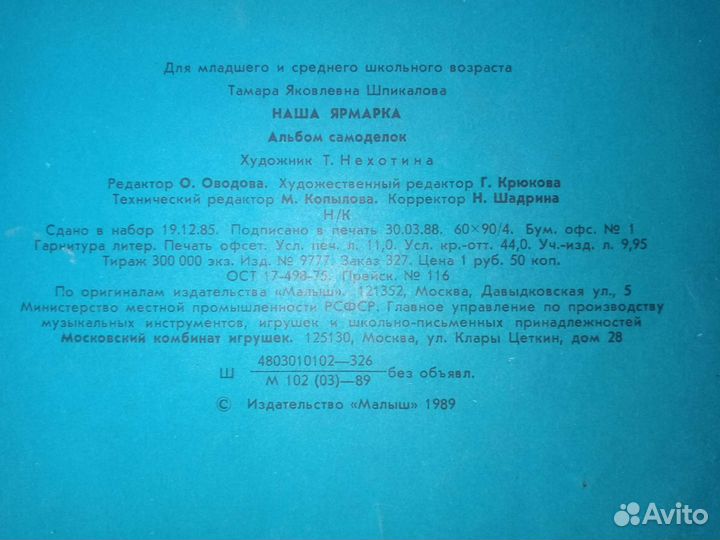 Для младшего и среднего школьного возраста
Тамара Яковлевна Шпикалова
НАША ЯРМАРКА
Альбом самоделок
Художник Т. Нехотина
Редактор О. Оводова. Художественный редактор Г. Крюкова
Технический редактор М. Копылова. Корректор Н. Шадрина
Н/К
Сдано в набор 19.12.85. Подписано в печать 30.03.88. 60×90/4. Бум. офс. № 1
Гарнитура литер. Печать офсет. Усл. печ. л. 11,0. Усл. кр.-отт. 44,0. Уч.-изд. л. 9,95
Тираж 300 000 экз. Изд. № 9777. Заказ 327. Цена 1 руб. 50 коп.
ОСТ 17-498-75. Прейск. № 116
По оригиналам издательства «Малыш». 121352, Москва, Давыдковская ул., 5
Министерство местной промышленности РСФСР. Главное управление по производству
музыкальных инструментов, игрушек и школьно-письменных принадлежностей
Московский комбинат игрушек. 125130, Москва, ул. Клары Цеткин, дом 28
Ш 4803010102—326
М 102 (03)—89 без объявл.
© Издательство «Малыш» 1989
Avito